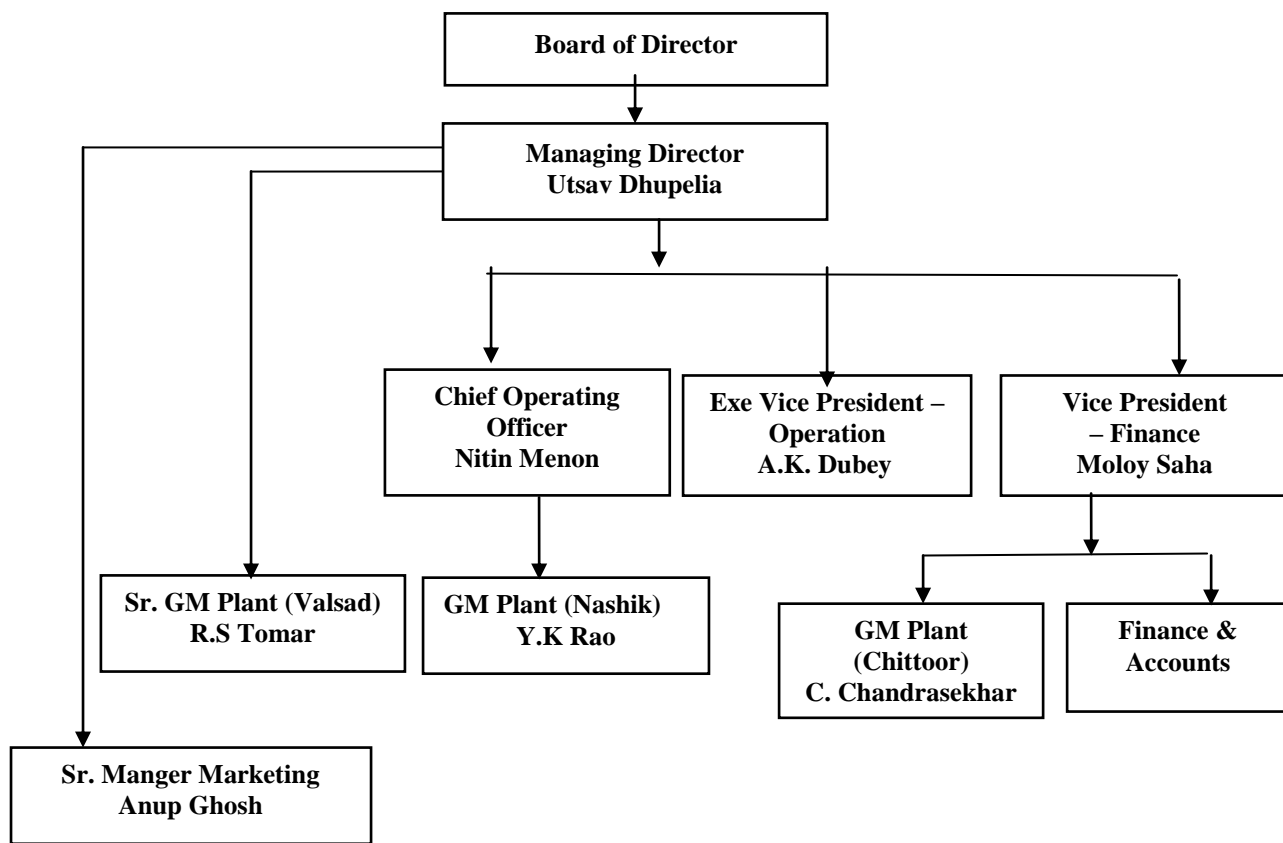 Board of Director
Managing Director
Utsav Dhupelia
Chief Operating
Officer
Nitin Menon
Exe Vice President –
Operation
A.K. Dubey
Vice President
– Finance
Moloy Saha
Sr. GM Plant (Valsad)
R.S Tomar
GM Plant (Nashik)
Y.K Rao
GM Plant
(Chittoor)
C. Chandrasekhar
Finance &
Accounts
Sr. Manger Marketing
Anup Ghosh